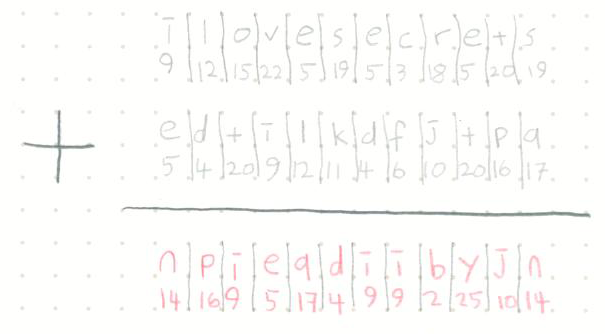 i l o v e s e c r e t s
9 12 15 22 5 19 5 3 18 5 20 19
+
e d t i l k d f j t p q
5 4 20 9 12 11 4 6 10 20 16 17
n p i e q d i i b y j n
14 16 9 5 17 4 9 9 2 25 10 14